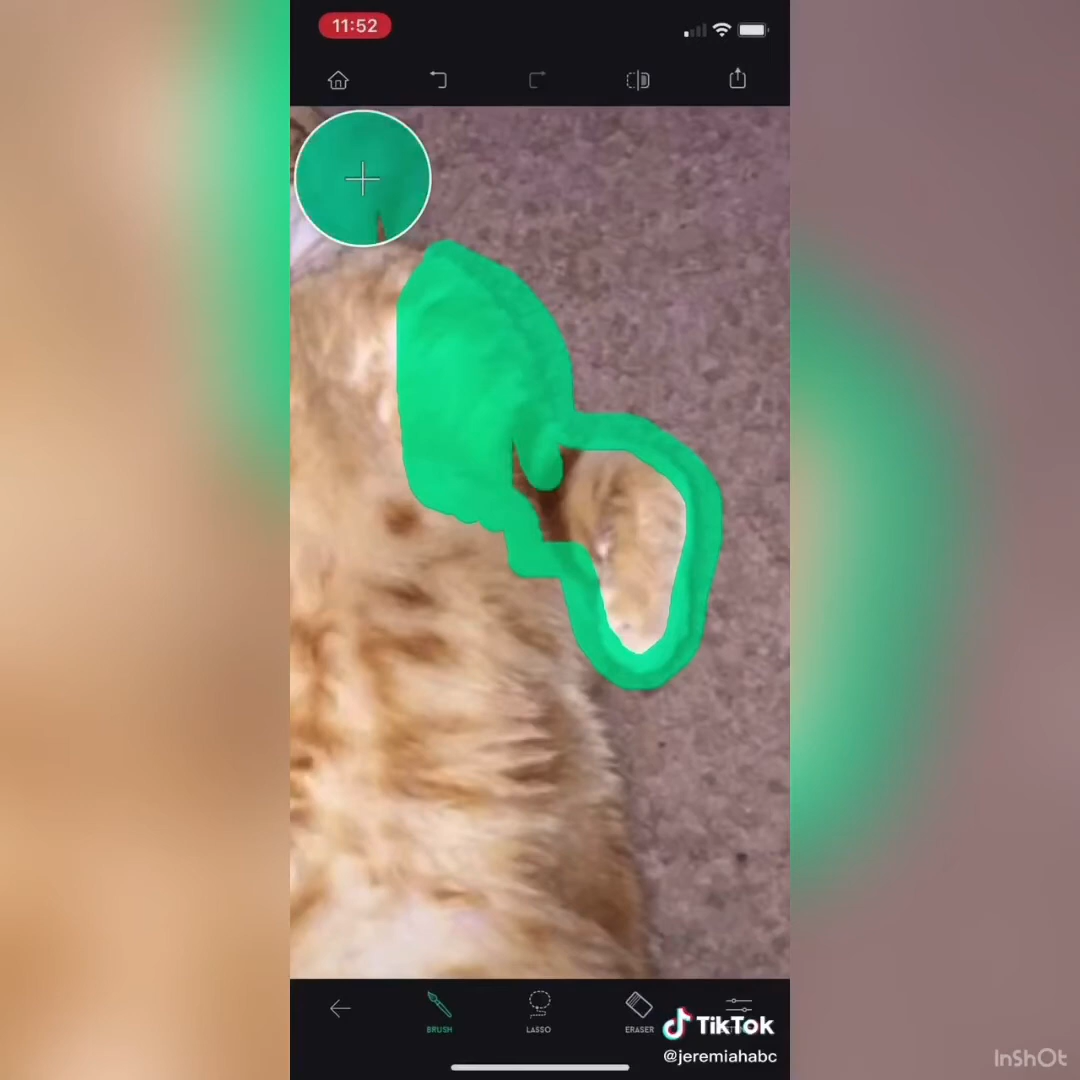 11:52
BRUSH
LASSO
ERASER
TikTok
@jeremiahabc
InShOt